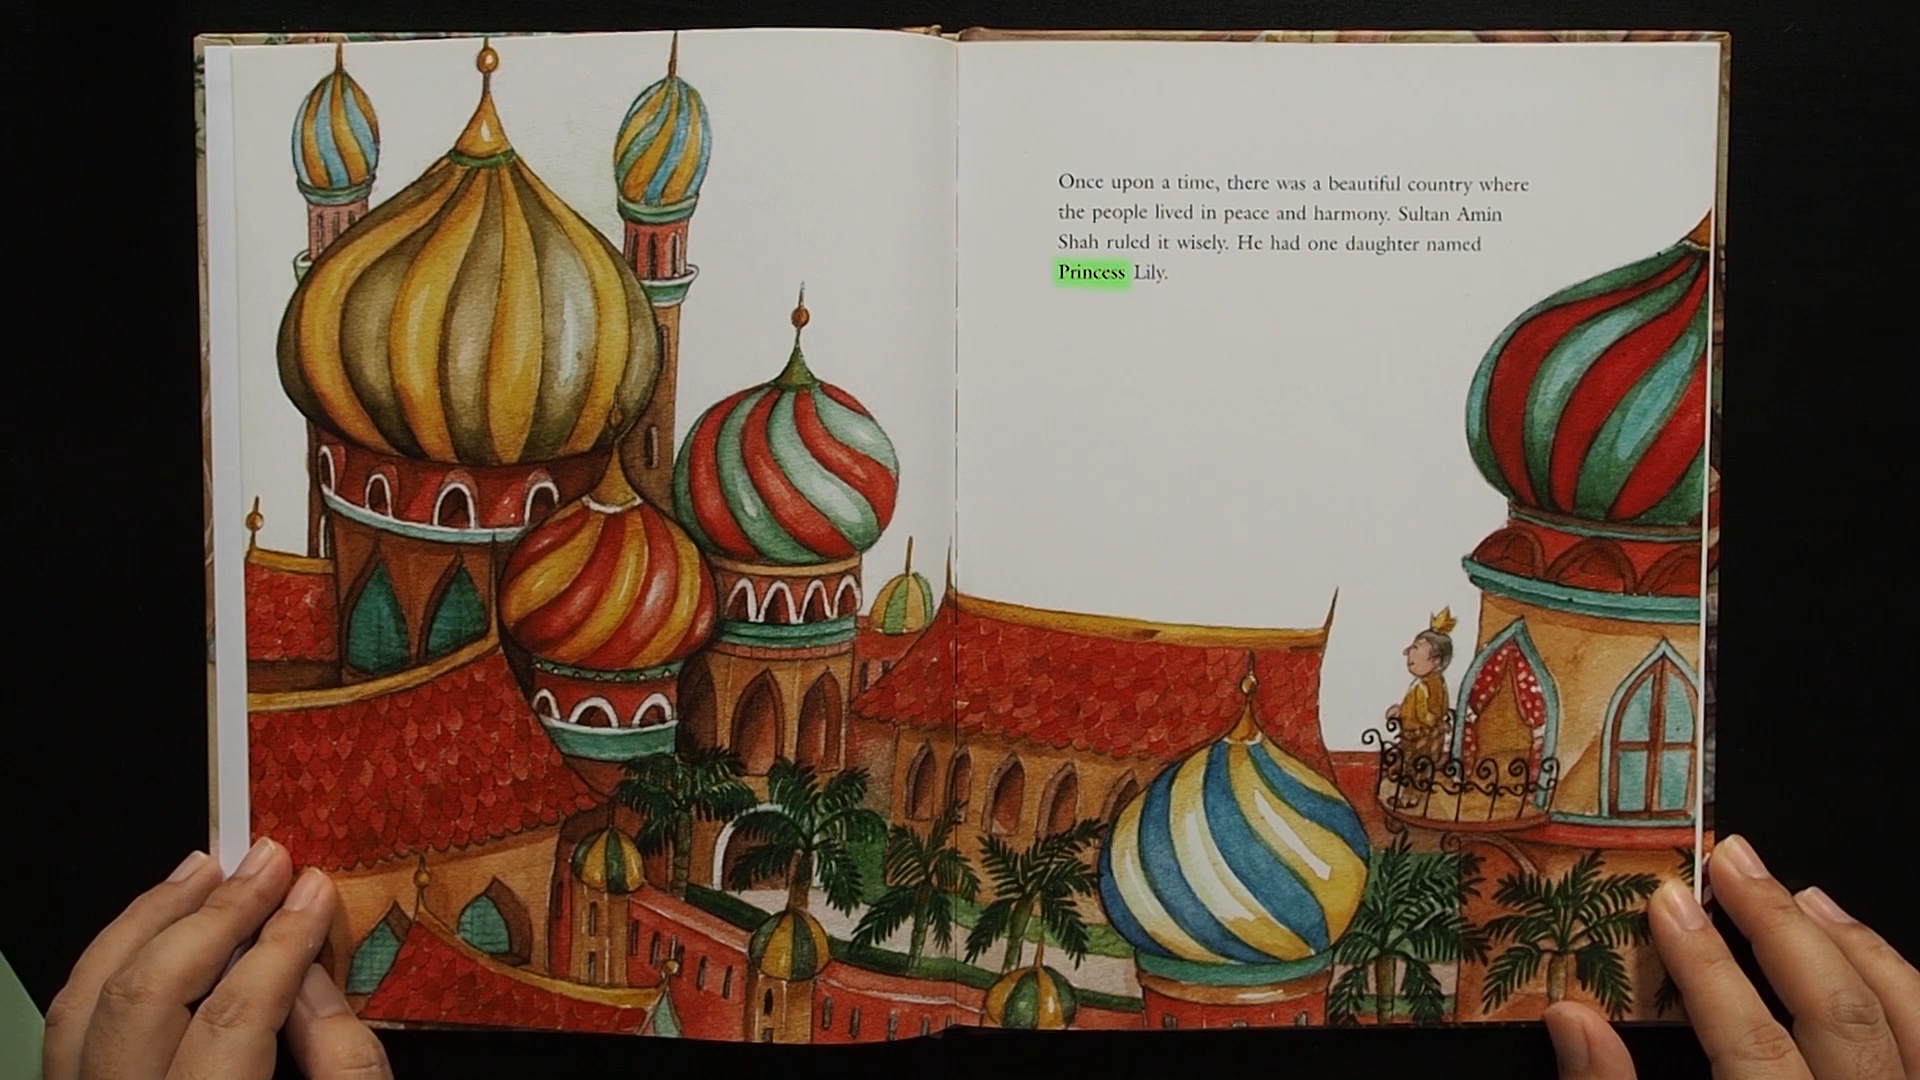 Once upon a time, there was a beautiful country where
the people lived in peace and harmony. Sultan Amin
Shah ruled it wisely. He had one daughter named
Princess Lily.